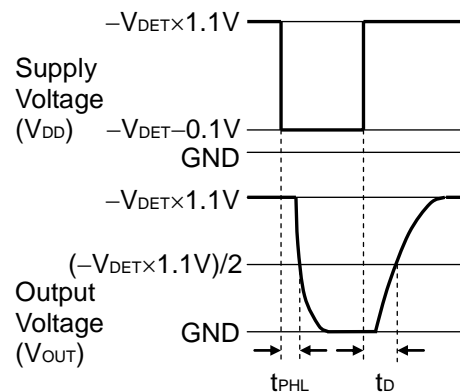 −VDET×1.1V
Supply
Voltage
(VDD)
−VDET−0.1V
GND
−VDET×1.1V
(−VDET×1.1V)/2
Output
Voltage
(VOUT)
GND
tPHL
tD